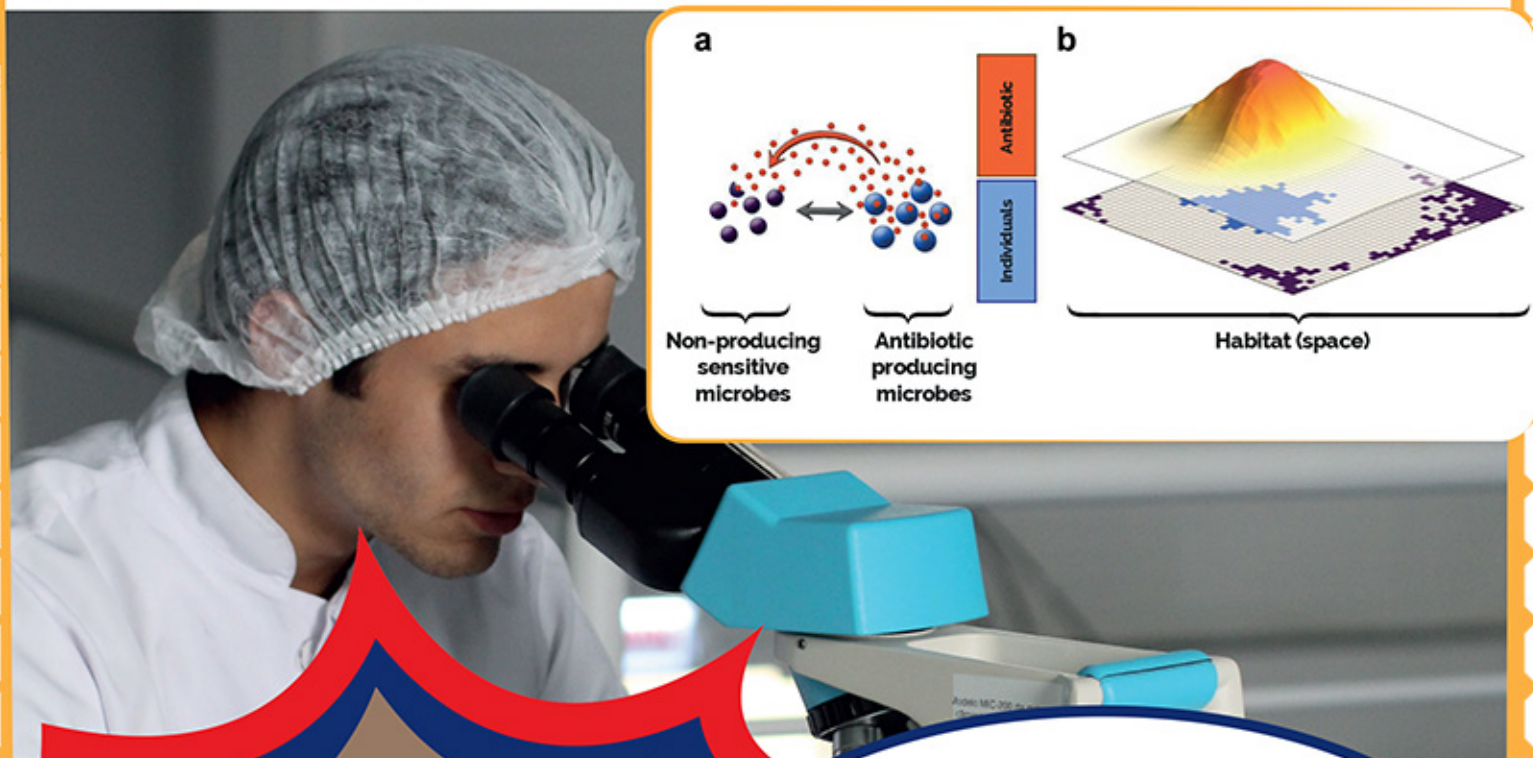 a
b
Antibiotic
Individuals
Non-producing
sensitive
microbes
Antibiotic
producing
microbes
Habitat (space)